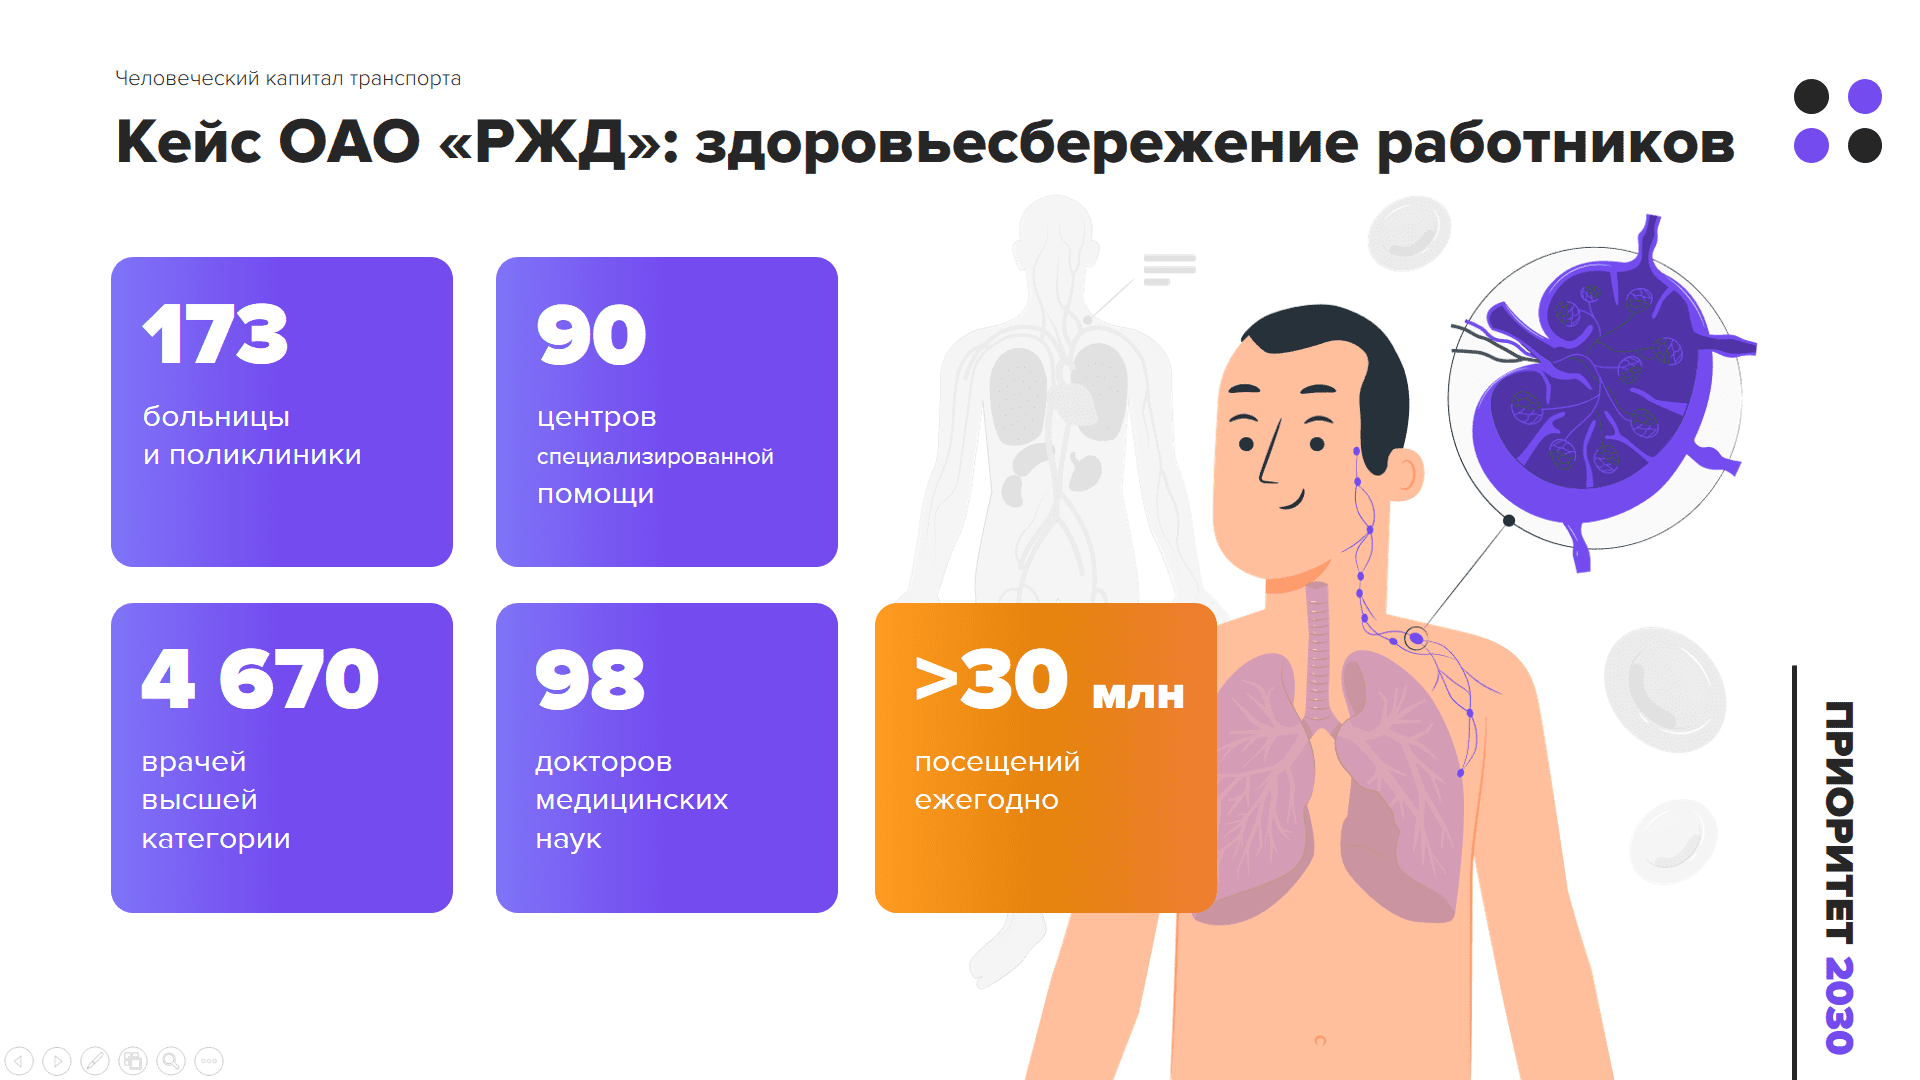 Человеческий капитал транспорта
Кейс ОАО «РЖД»: здоровьесбережение работников
173
больницы
и поликлиники
90
центров
специализированной
помощи
4 670
врачей
высшей
категории
98
докторов
медицинских
наук
>30 млн
посещений
ежегодно
ПРИОРИТЕТ 2030